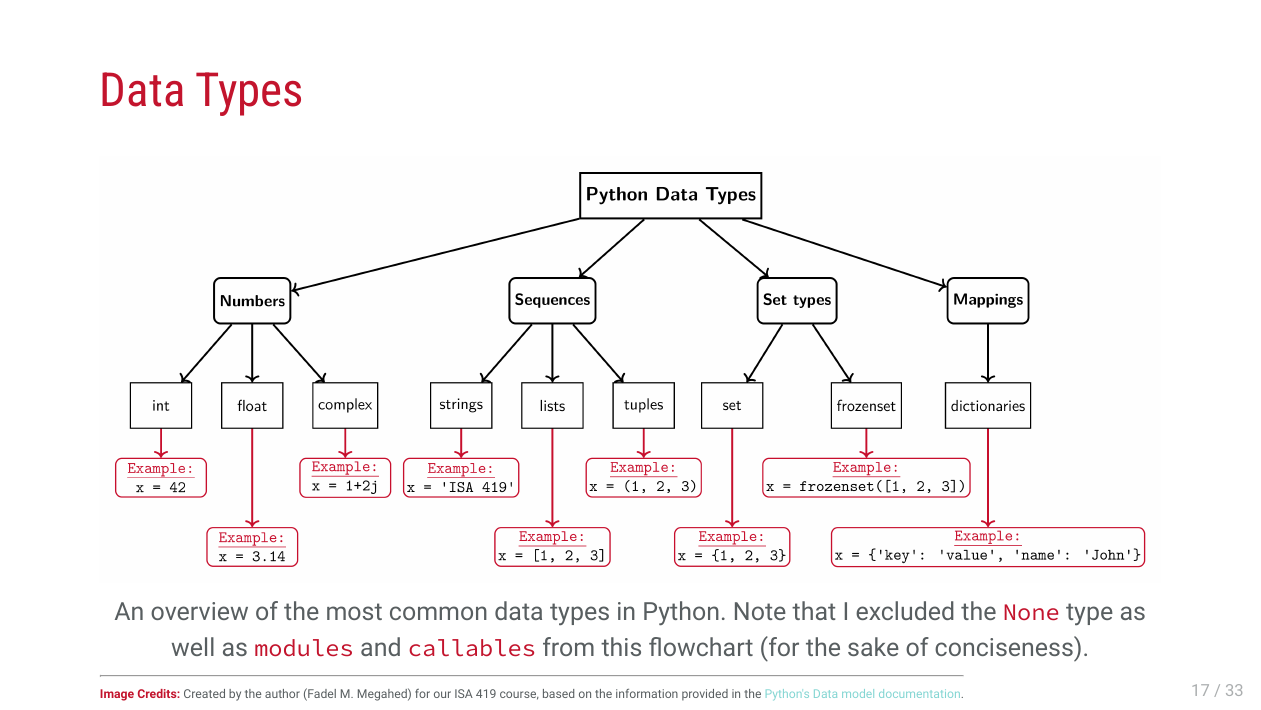 Data Types
Python Data Types
Numbers
Sequences
Set types
Mappings
int
float
complex
strings
lists
tuples
set
frozenset
dictionaries
Example:
x = 42
Example:
x = 1+2j
Example:
x = 'ISA 419'
Example:
x = (1, 2, 3)
Example:
x = frozenset([1, 2, 3])
Example:
x = 3.14
Example:
x = [1, 2, 3]
Example:
x = {1, 2, 3}
Example:
x = {'key': 'value', 'name': 'John'}
An overview of the most common data types in Python. Note that I excluded the None type as
well as modules and callables from this flowchart (for the sake of conciseness).
Image Credits: Created by the author (Fadel M. Megahed) for our ISA 419 course, based on the information provided in the Python's Data model documentation.
17 / 33